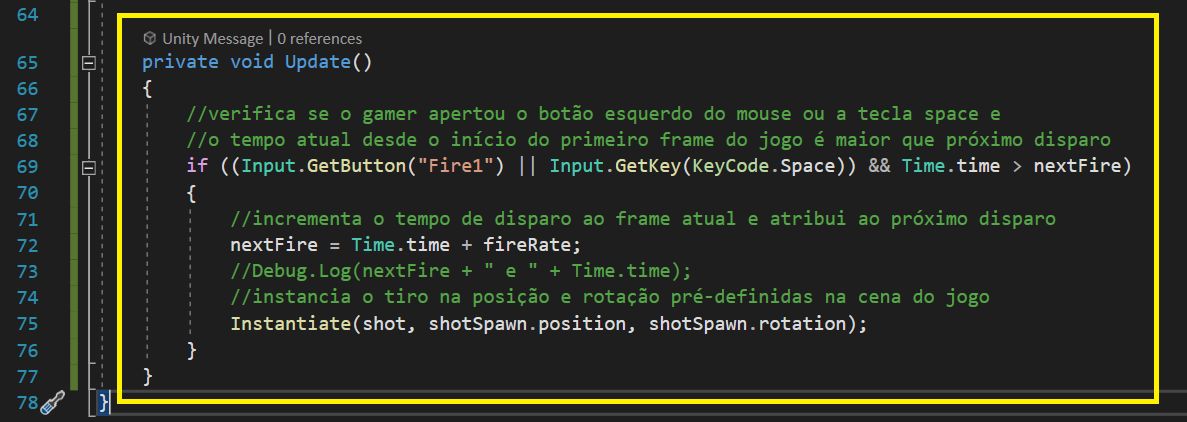 64
Unity Message | 0 references
65 private void Update()
66 {
67 //verifica se o gamer apertou o botão esquerdo do mouse ou a tecla space e
68 //o tempo atual desde o início do primeiro frame do jogo é maior que próximo disparo
69 if ((Input.GetButton("Fire1") || Input.GetKey(KeyCode.Space)) && Time.time > nextFire)
70 {
71 //incrementa o tempo de disparo ao frame atual e atribui ao próximo disparo
72 nextFire = Time.time + fireRate;
73 //Debug.Log(nextFire + " e " + Time.time);
74 //instancia o tiro na posição e rotação pré-definidas na cena do jogo
75 Instantiate(shot, shotSpawn.position, shotSpawn.rotation);
76 }
77 }
78 }